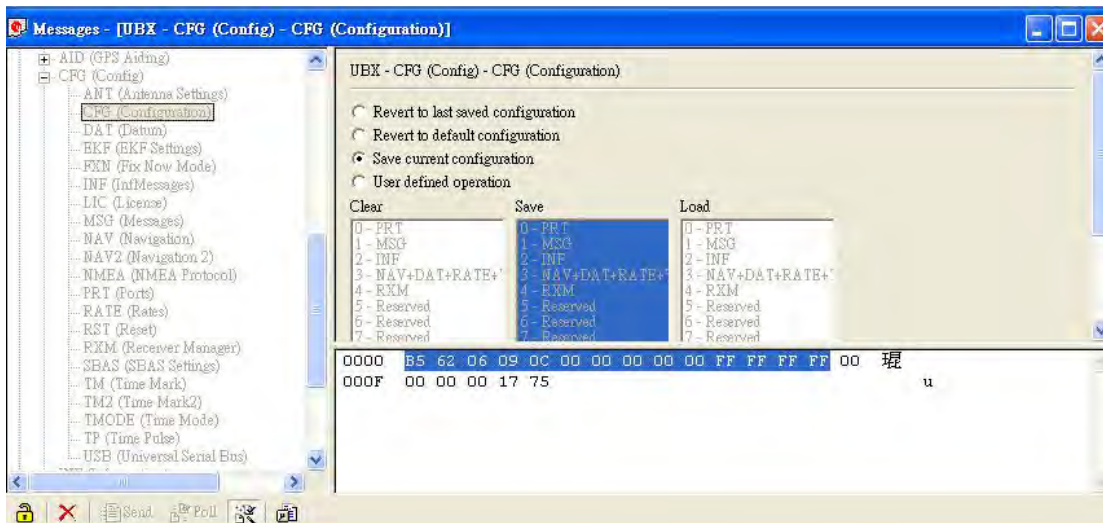 Messages - [UBX - CFG (Config) - CFG (Configuration)]
AID (GPS Aiding)
CFG (Config)
ANT (Antenna Settings)
CFG (Configuration)
DAT (Datum)
EKF (EKF Settings)
FXN (Fix Now Mode)
INF (InfMessages)
LIC (License)
MSG (Messages)
NAV (Navigation)
NAV2 (Navigation 2)
NMEA (NMEA Protocol)
PRT (Ports)
RATE (Rates)
RST (Reset)
RXM (Receiver Manager)
SBAS (SBAS Settings)
TM (Time Mark)
TM2 (Time Mark2)
TMODE (Time Mode)
TP (Time Pulse)
USB (Universal Serial Bus)
UBX - CFG (Config) - CFG (Configuration)
Revert to last saved configuration
Revert to default configuration
Save current configuration
User defined operation
Clear Save Load
0 - PRT 0 - PRT 0 - PRT
1 - MSG 1 - MSG 1 - MSG
2 - INF 2 - INF 2 - INF
3 - NAV+DAT+RATE+ 3 - NAV+DAT+RATE+ 3 - NAV+DAT+RATE+
4 - RXM 4 - RXM 4 - RXM
5 - Reserved 5 - Reserved 5 - Reserved
6 - Reserved 6 - Reserved 6 - Reserved
7 - Reserved 7 - Reserved 7 - Reserved
0000 B5 62 06 09 0C 00 00 00 00 00 FF FF FF FF 00
000F 00 00 00 17 75 u
Send Poll